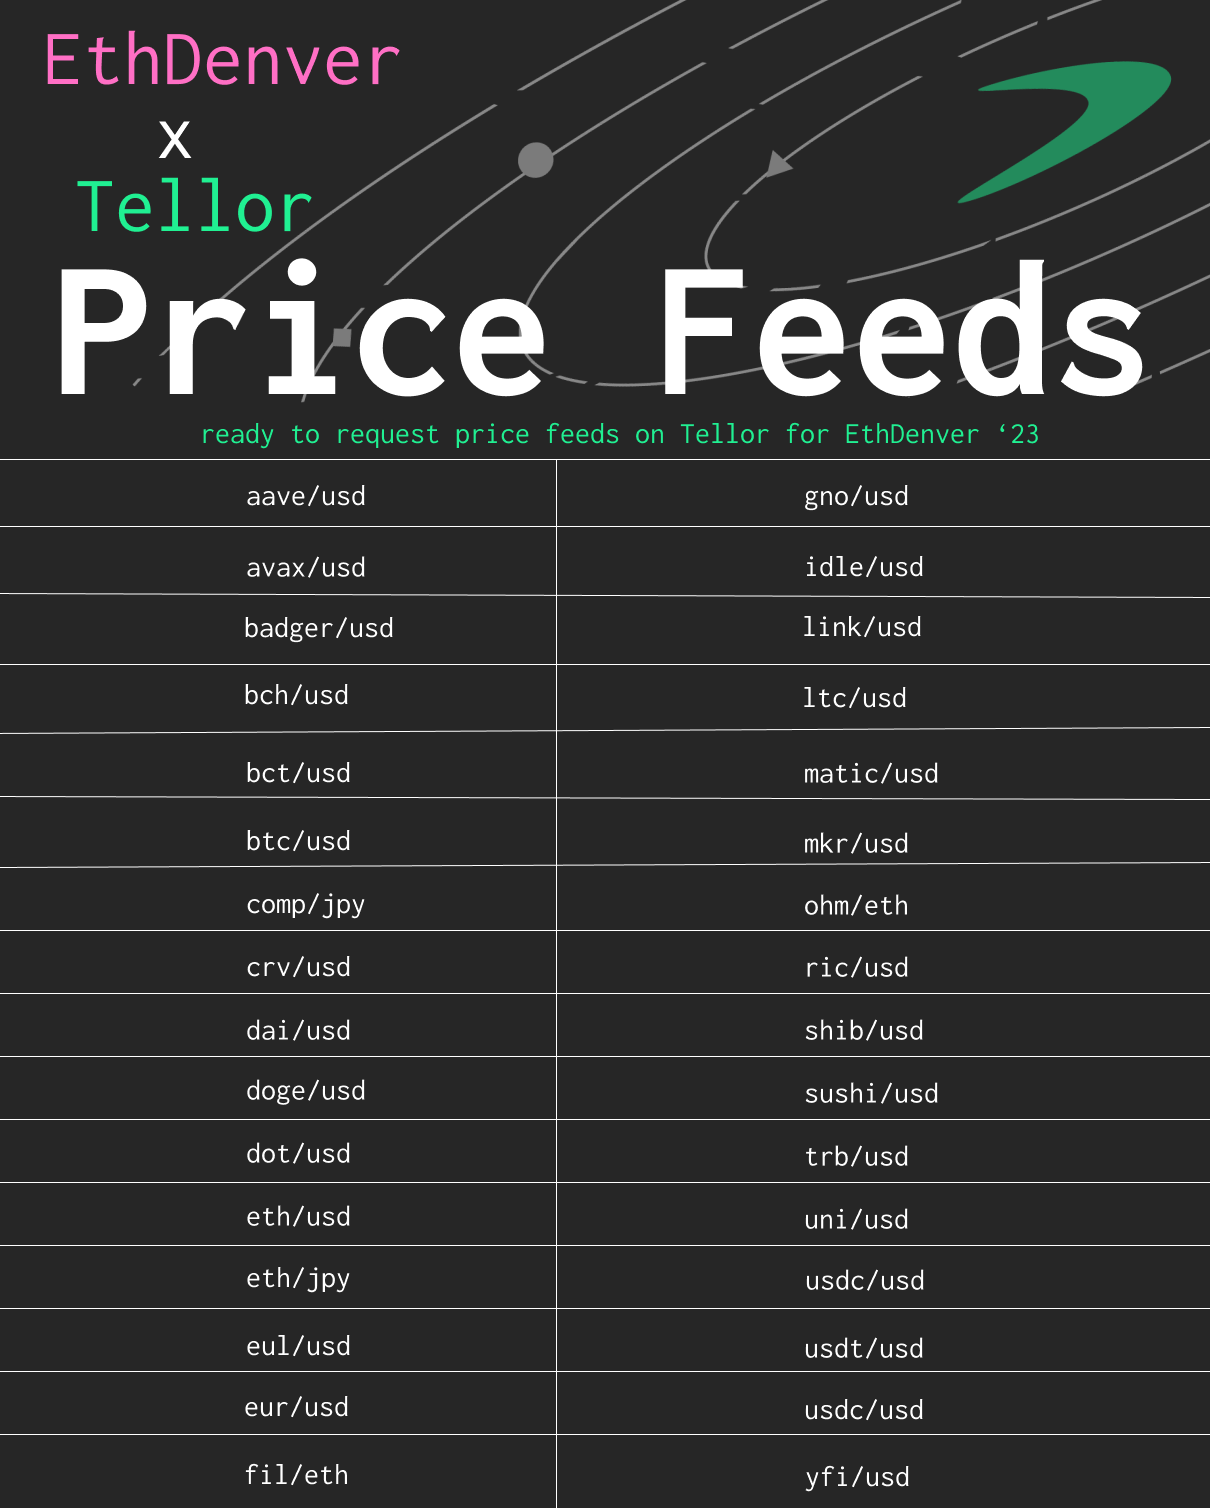 EthDenver
x
Tellor
Price Feeds
ready to request price feeds on Tellor for EthDenver ‘23
aave/usd gno/usd
avax/usd idle/usd
badger/usd link/usd
bch/usd ltc/usd
bct/usd matic/usd
btc/usd mkr/usd
comp/jpy ohm/eth
crv/usd ric/usd
dai/usd shib/usd
doge/usd sushi/usd
dot/usd trb/usd
eth/usd uni/usd
eth/jpy usdc/usd
eul/usd usdt/usd
eur/usd usdc/usd
fil/eth yfi/usd